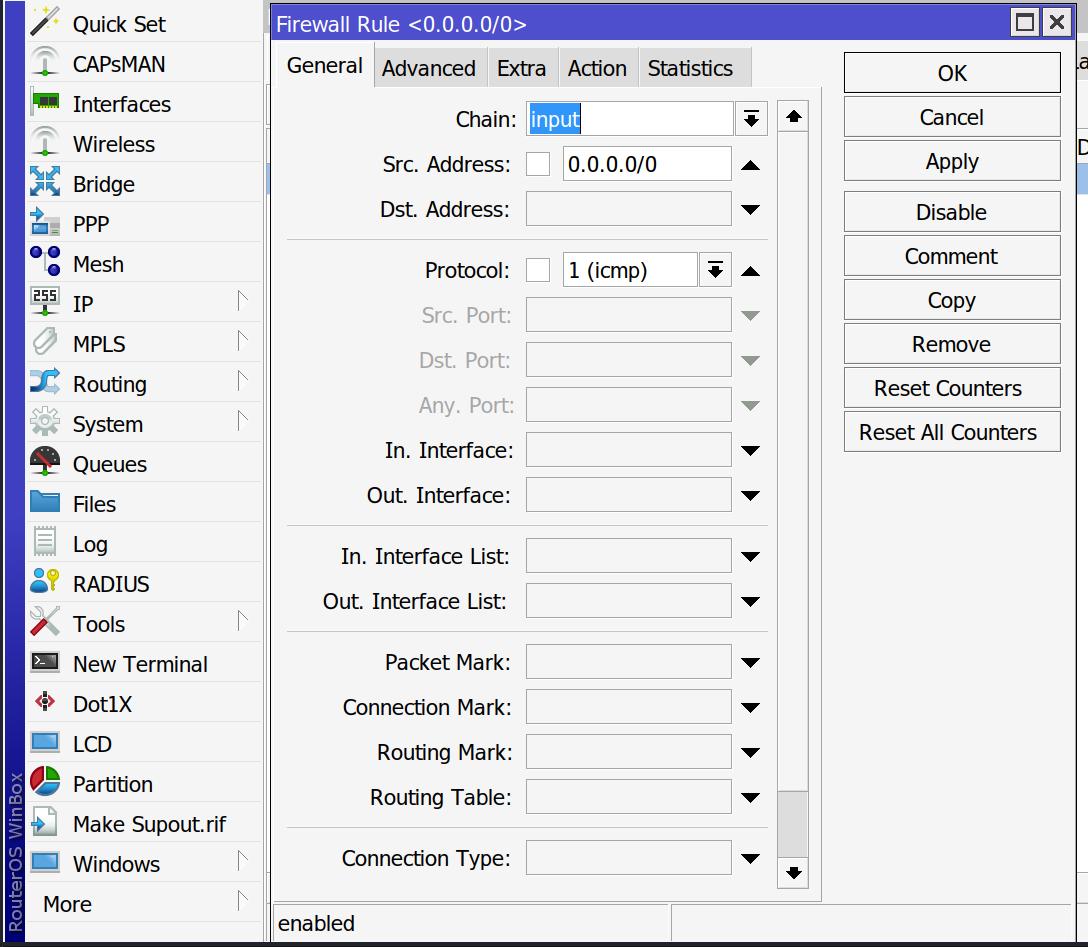 Quick Set
CAPsMAN
Interfaces
Wireless
Bridge
PPP
Mesh
255
IP
MPLS
Routing
System
Queues
Files
Log
RADIUS
Tools
New Terminal
Dot1X
LCD
Partition
Make Supout.rif
Windows
More
RouterOS WinBox
Firewall Rule <0.0.0.0/0>
General Advanced Extra Action Statistics
Chain: input
Src. Address: 0.0.0.0/0
Dst. Address:
Protocol: 1 (icmp)
Src. Port:
Dst. Port:
Any. Port:
In. Interface:
Out. Interface:
In. Interface List:
Out. Interface List:
Packet Mark:
Connection Mark:
Routing Mark:
Routing Table:
Connection Type:
OK
Cancel
Apply
Disable
Comment
Copy
Remove
Reset Counters
Reset All Counters
enabled